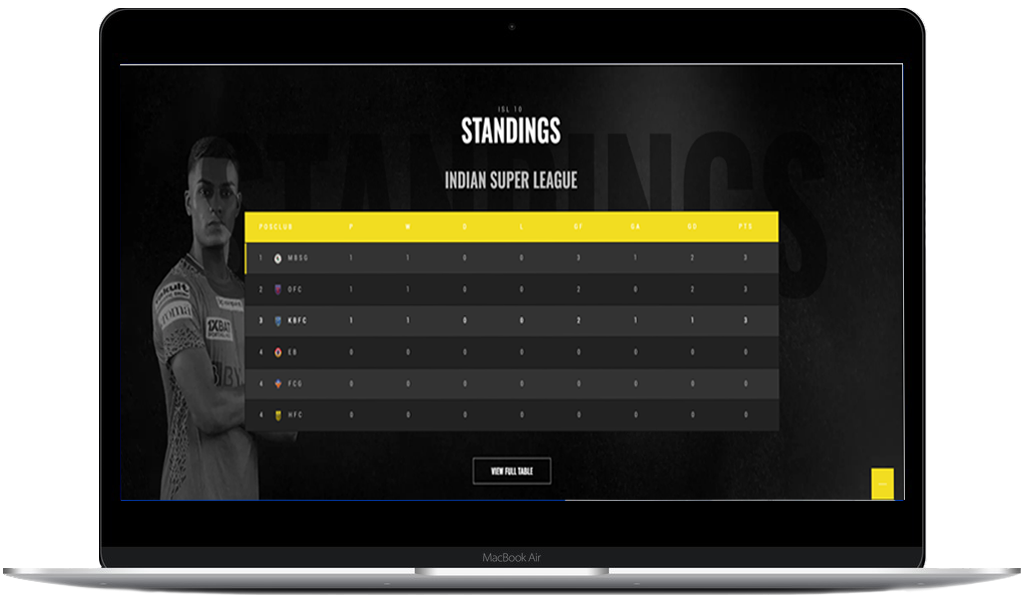 ISL 10
STANDINGS
STANDINGS
INDIAN SUPER LEAGUE
POSCLUB P W D L GF GA GD PTS
1 MBSG 1 1 0 0 3 1 2 3
2 OFC 1 1 0 0 2 0 2 3
3 KBFC 1 1 0 0 2 1 1 3
4 EB 0 0 0 0 0 0 0 0
4 FCG 0 0 0 0 0 0 0 0
4 HFC 0 0 0 0 0 0 0 0
yakult
roma
1XBAT
BY
VIEW FULL TABLE
MacBook Air